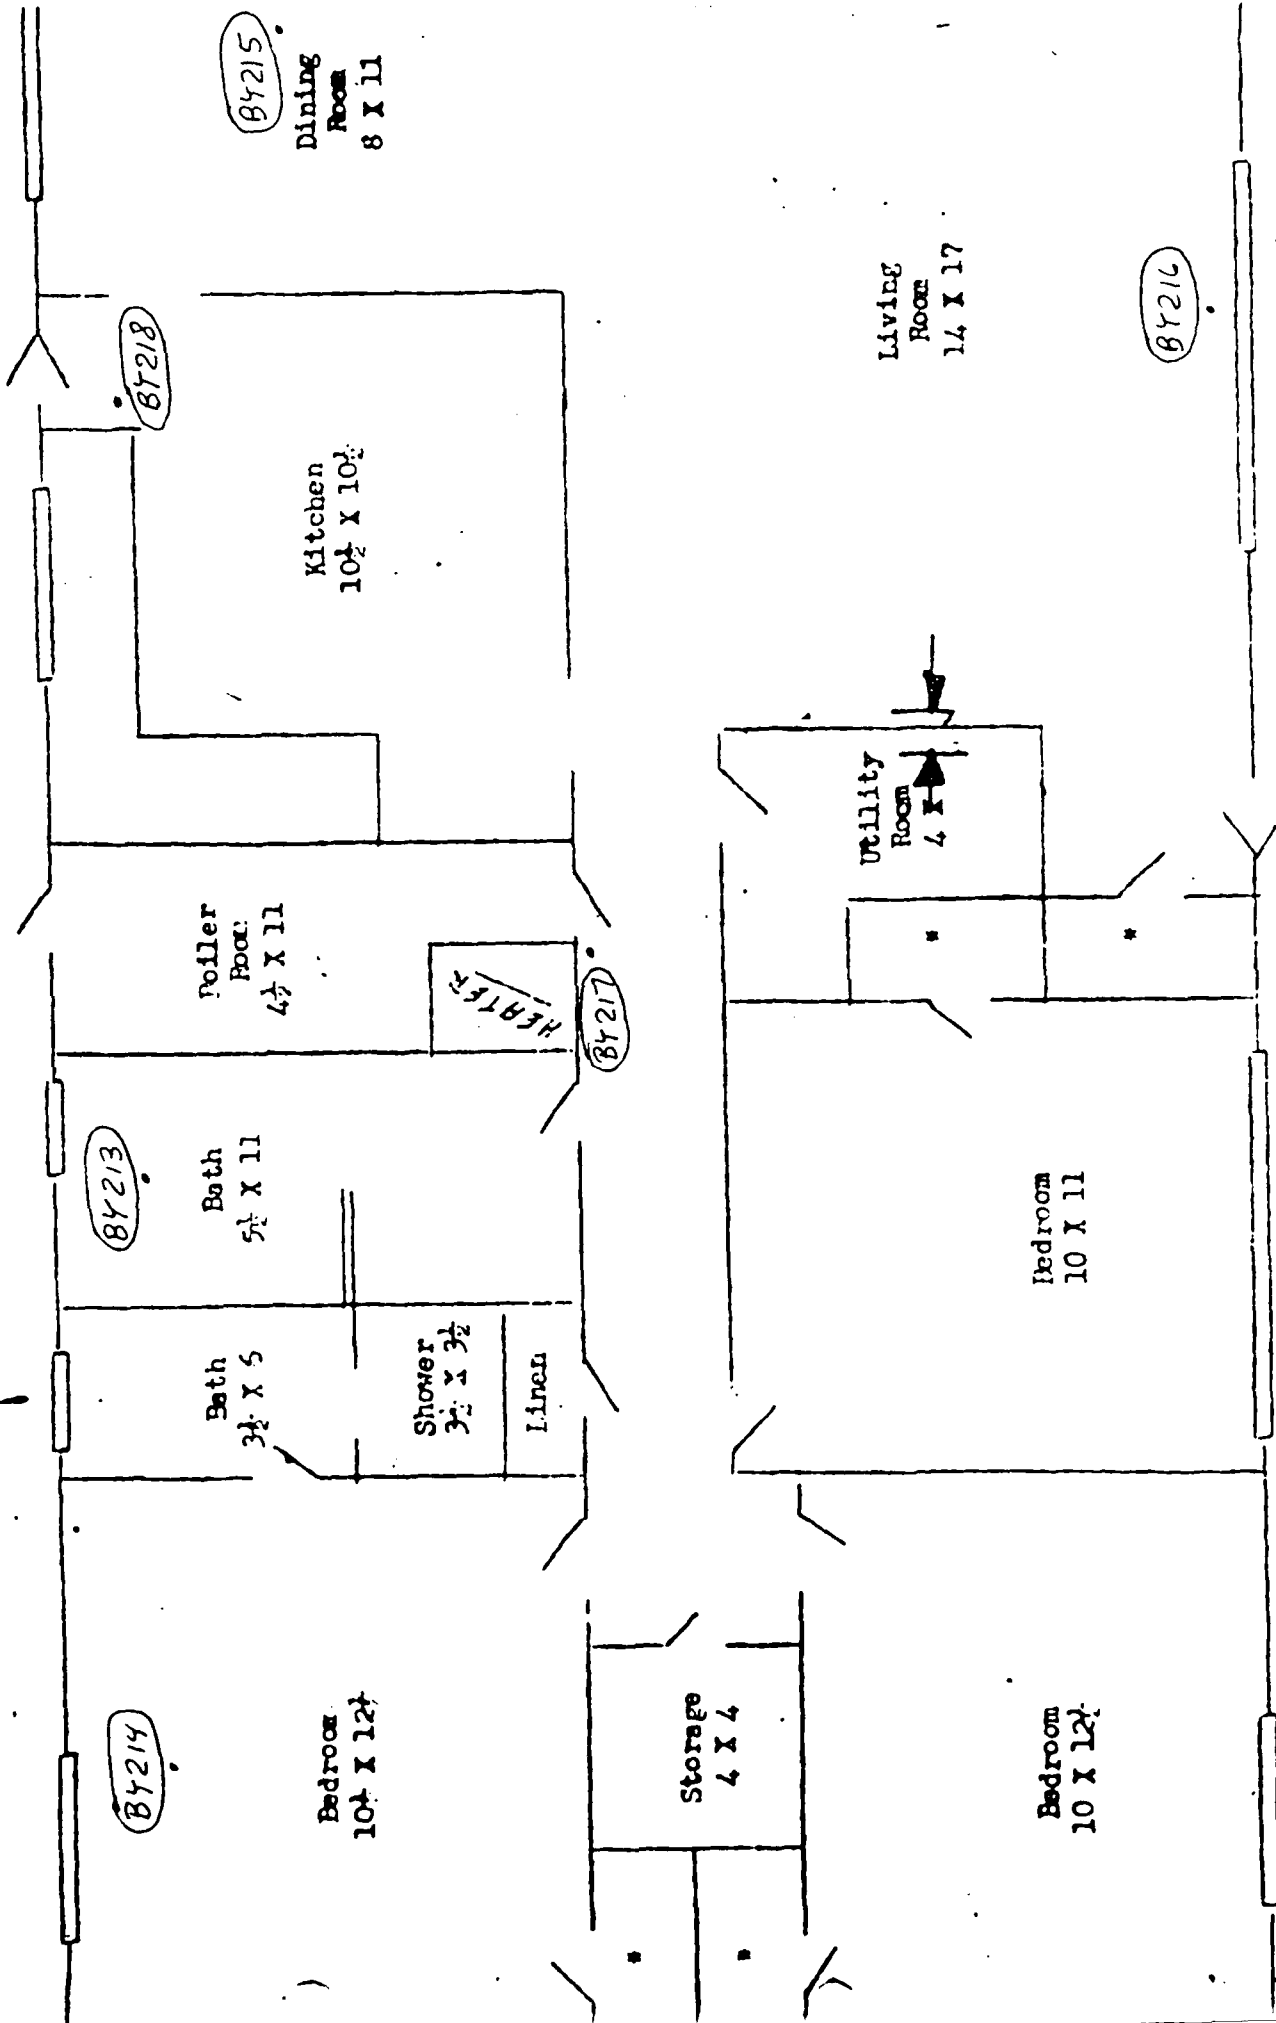 BY215
Dining
Room
8 X 11
BY218
Kitchen
10½ X 10½
Living
Room
14 X 17
BY216
Boiler
Room
4½ X 11
HEATER
BY217
Utility
Room
4 X
*
*
BY213
Bath
5½ X 11
Bath
3½ X 5
Shower
3½ X 3½
Linen
Bedroom
10 X 11
BY214
Bedroom
10½ X 12½
Storage
4 X 4
*
*
Bedroom
10 X 12½